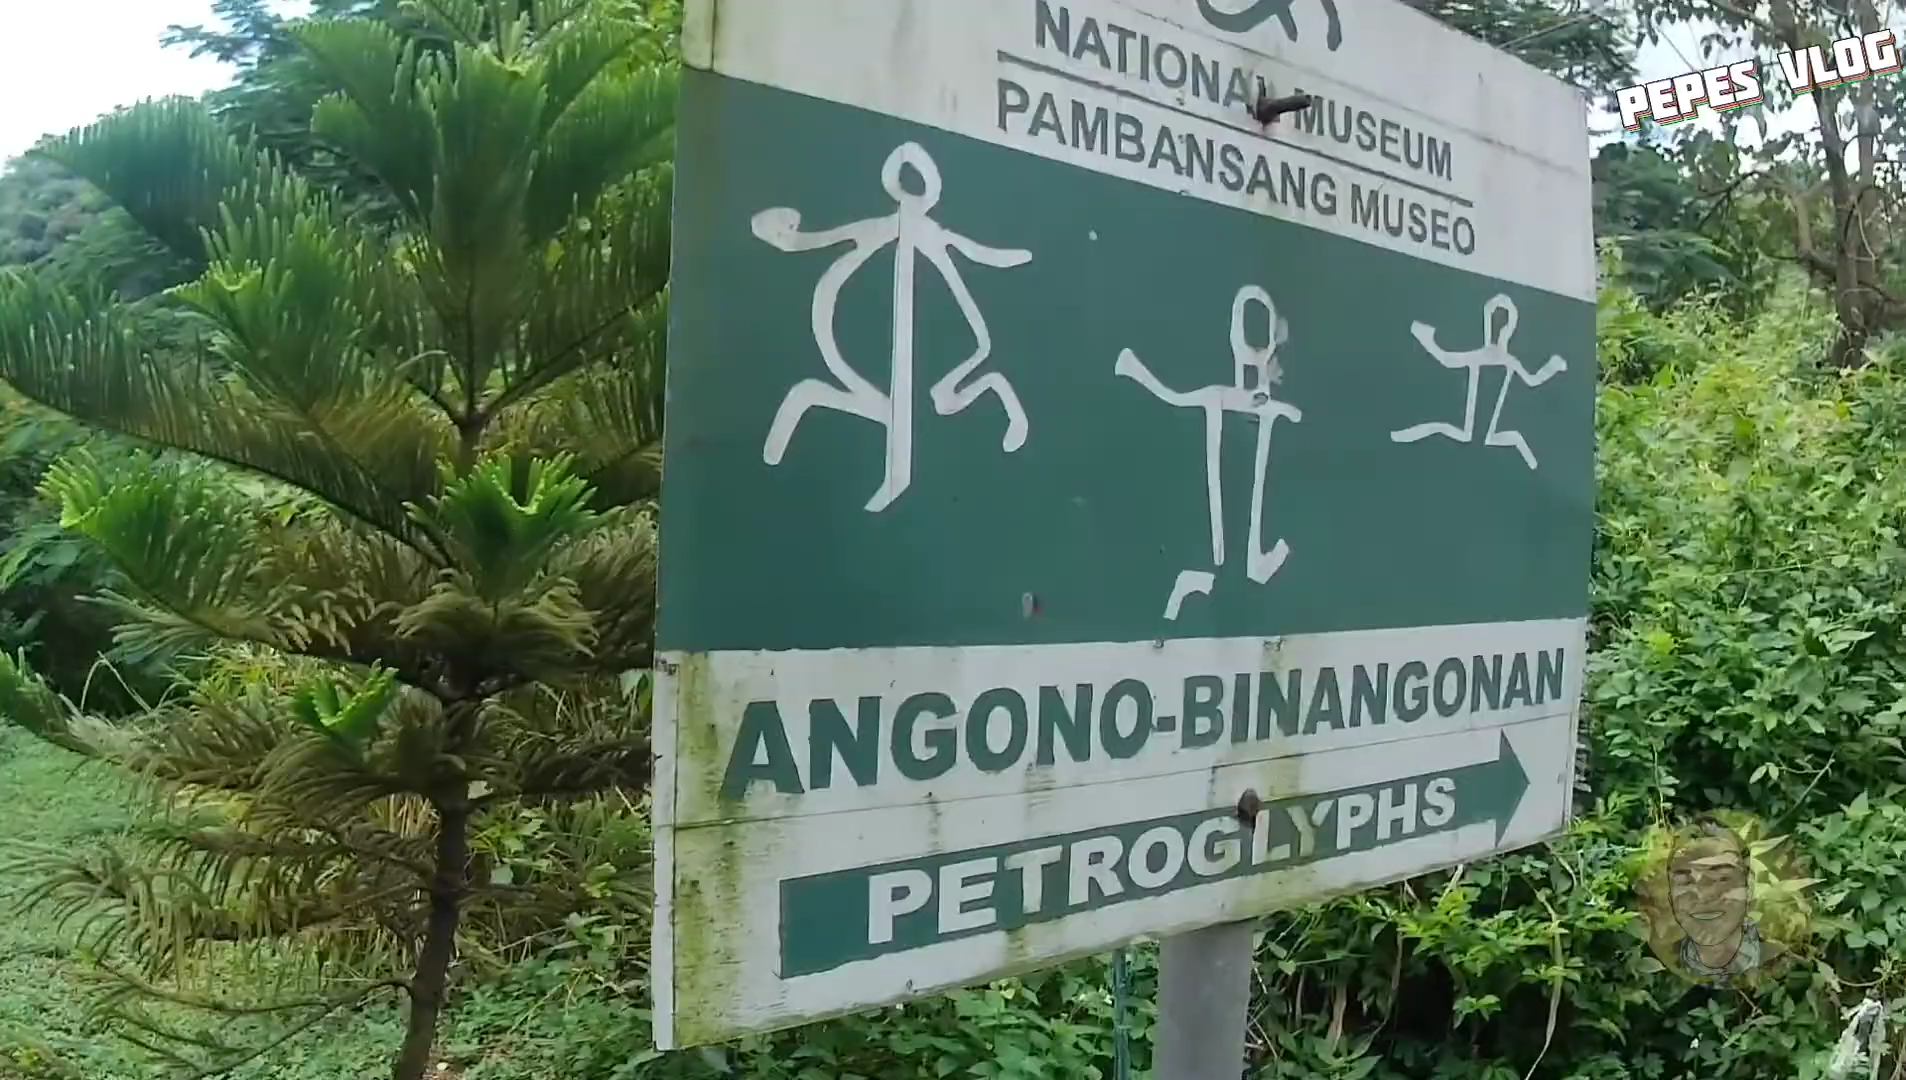 NATIONAL MUSEUM
PAMBANSANG MUSEO
ANGONO-BINANGONAN
PETROGLYPHS
PEPES VLOG